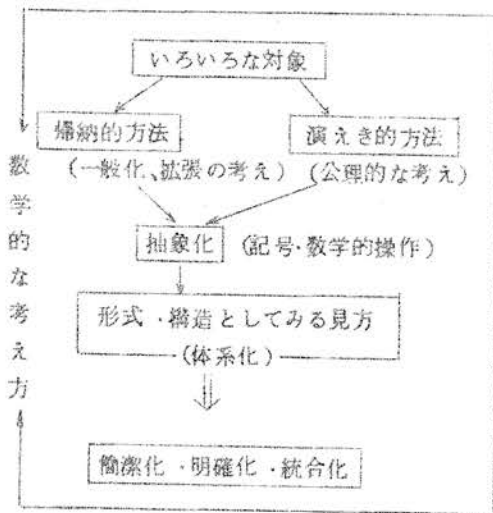 いろいろな対象
帰納的方法 演えき的方法
(一般化、拡張の考え) (公理的な考え)
抽象化 (記号・数学的操作)
形式・構造としてみる見方
(体系化)
簡潔化・明確化・統合化
数学的な考え方